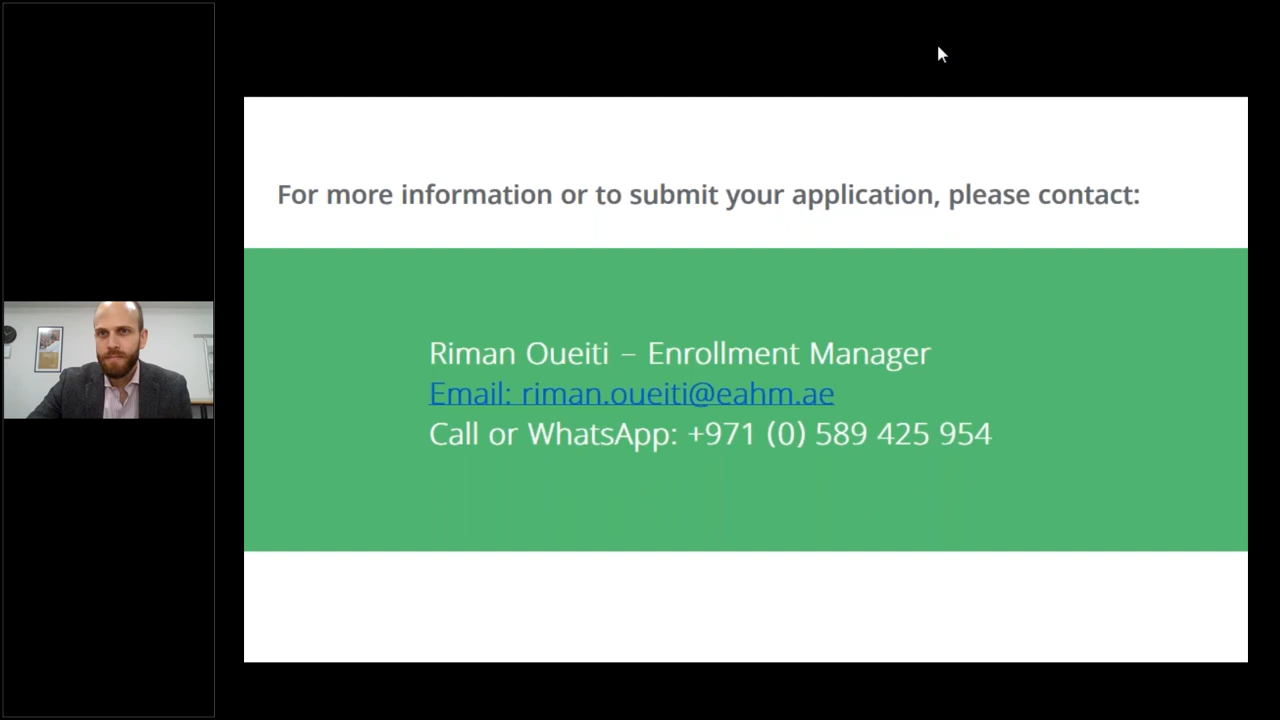 For more information or to submit your application, please contact:
Riman Oueiti – Enrollment Manager
Email: riman.oueiti@eahm.ae
Call or WhatsApp: +971 (0) 589 425 954